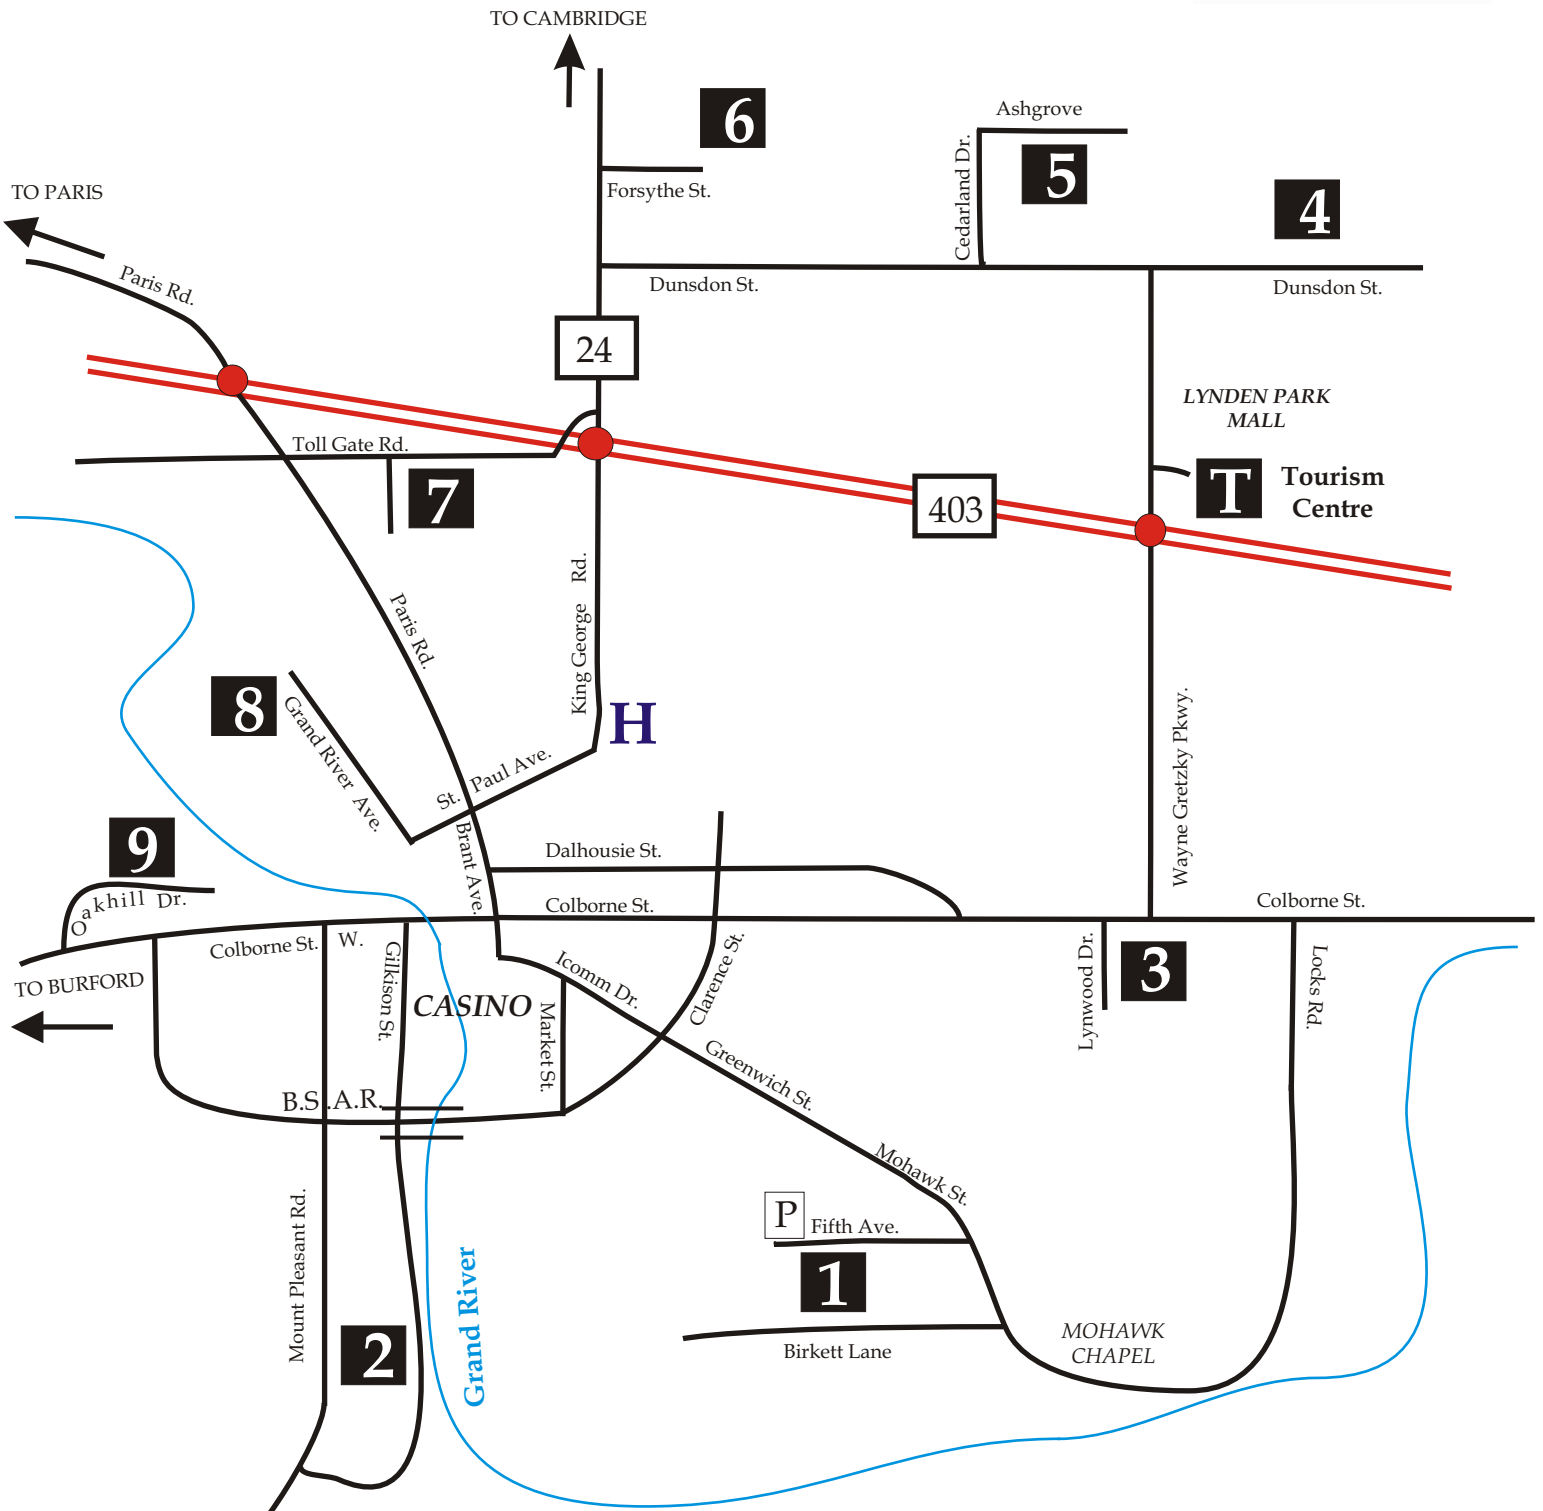 TO CAMBRIDGE
6
Ashgrove
5
Cedarland Dr.
Forsythe St.
4
TO PARIS
Paris Rd.
Dunsdon St.
Dunsdon St.
24
LYNDEN PARK
MALL
Toll Gate Rd.
7
T
Tourism
Centre
403
King George Rd.
Paris Rd.
8
Grand River Ave.
H
St. Paul Ave.
Wayne Gretzky Pkwy.
9
Brant Ave.
Dalhousie St.
Oakhill Dr.
Colborne St.
Colborne St.
Colborne St. W.
Gilkison St.
TO BURFORD
CASINO
Icomm Dr.
Market St.
Clarence St.
Lynwood Dr.
3
Locks Rd.
B.S.A.R.
Greenwich St.
Mohawk St.
P
Fifth Ave.
1
Mount Pleasant Rd.
2
Grand River
Birkett Lane
MOHAWK
CHAPEL